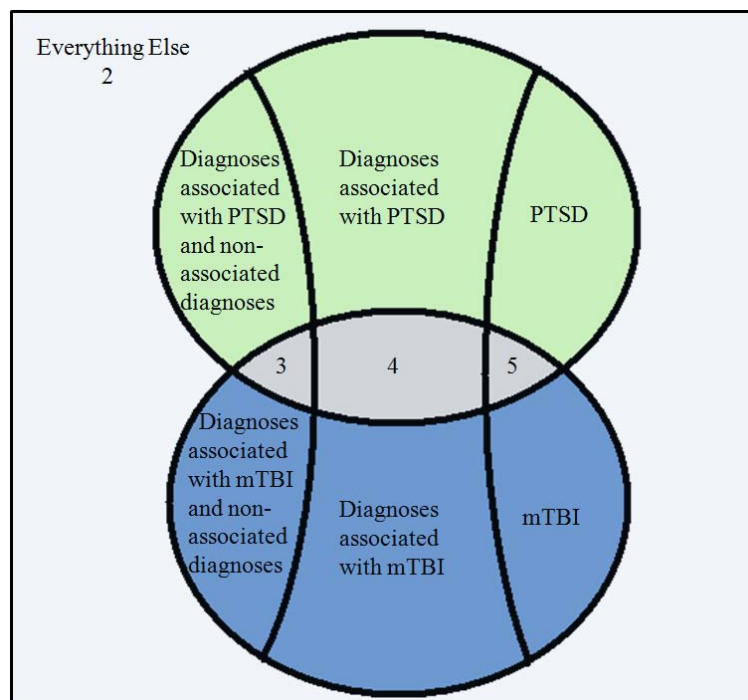 Everything Else
2
Diagnoses
associated
with PTSD
and non-
associated
diagnoses
Diagnoses
associated
with PTSD
PTSD
3
4
5
Diagnoses
associated
with mTBI
and non-
associated
diagnoses
Diagnoses
associated
with mTBI
mTBI